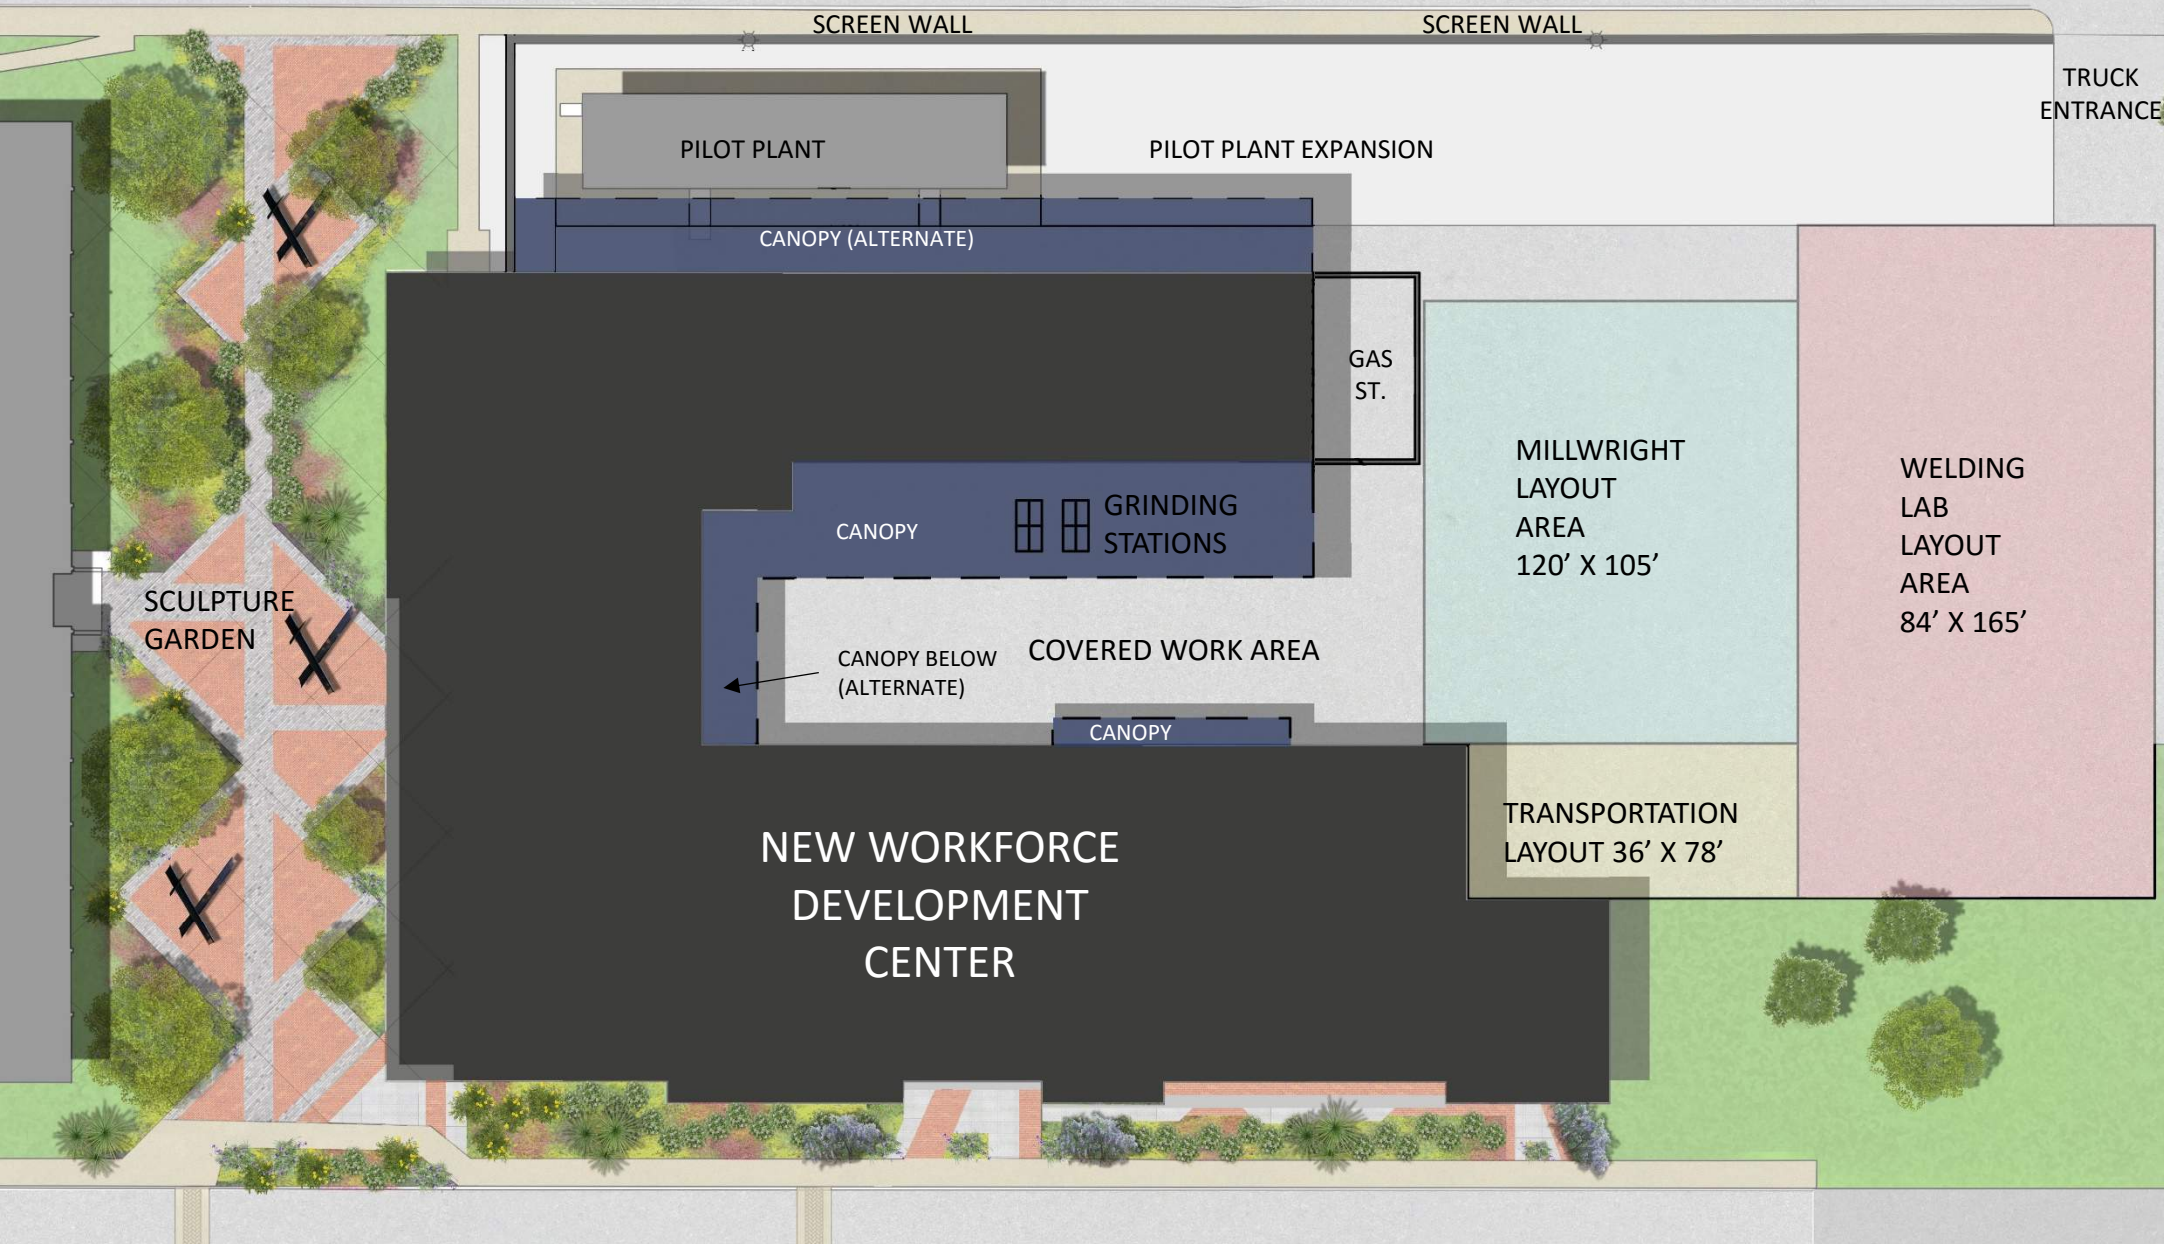 SCREEN WALL
SCREEN WALL
TRUCK
ENTRANCE
PILOT PLANT
PILOT PLANT EXPANSION
CANOPY (ALTERNATE)
GAS
ST.
MILLWRIGHT
LAYOUT
AREA
120’ X 105’
WELDING
LAB
LAYOUT
AREA
84’ X 165’
CANOPY
GRINDING
STATIONS
SCULPTURE
GARDEN
CANOPY BELOW
(ALTERNATE)
COVERED WORK AREA
CANOPY
TRANSPORTATION
LAYOUT 36’ X 78’
NEW WORKFORCE
DEVELOPMENT
CENTER